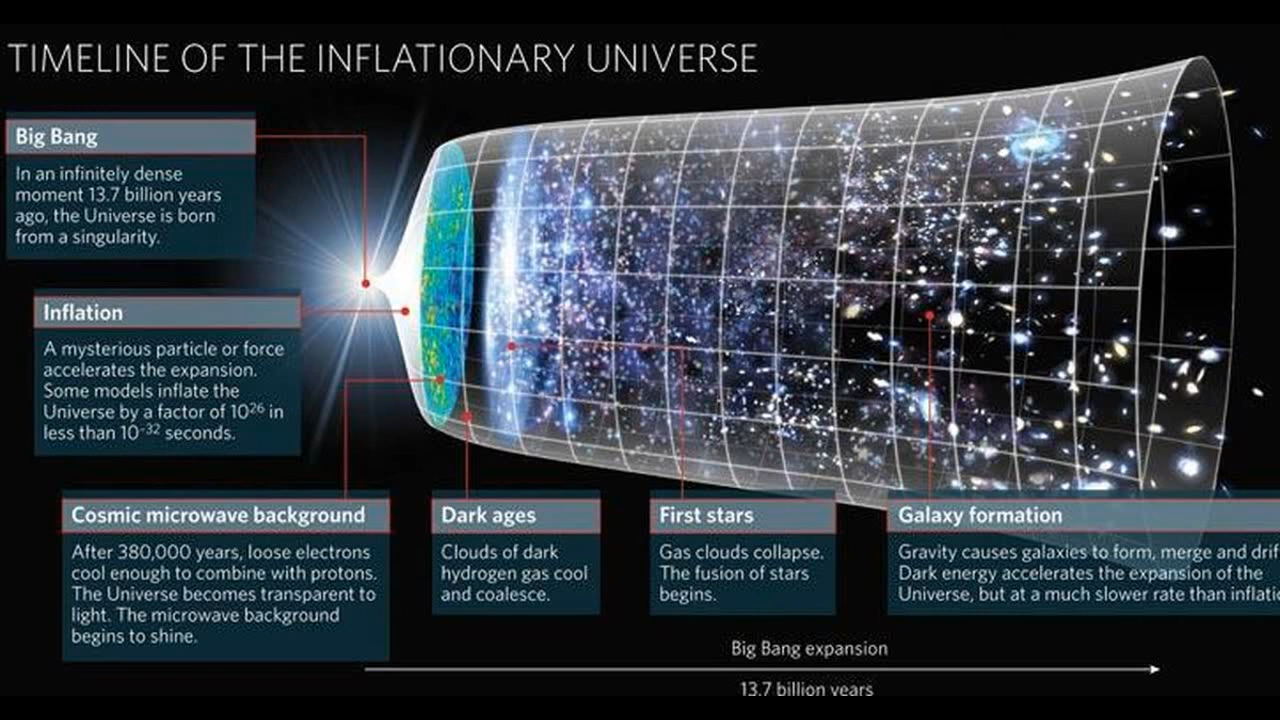 TIMELINE OF THE INFLATIONARY UNIVERSE
Big Bang
In an infinitely dense
moment 13.7 billion years
ago, the Universe is born
from a singularity.
Inflation
A mysterious particle or force
accelerates the expansion.
Some models inflate the
Universe by a factor of 10²⁶ in
less than 10⁻³² seconds.
Cosmic microwave background
After 380,000 years, loose electrons
cool enough to combine with protons.
The Universe becomes transparent to
light. The microwave background
begins to shine.
Dark ages
Clouds of dark
hydrogen gas cool
and coalesce.
First stars
Gas clouds collapse.
The fusion of stars
begins.
Galaxy formation
Gravity causes galaxies to form, merge and
Dark energy accelerates the expansion of the
Universe, but at a much slower rate than
Big Bang expansion
13.7 billion years